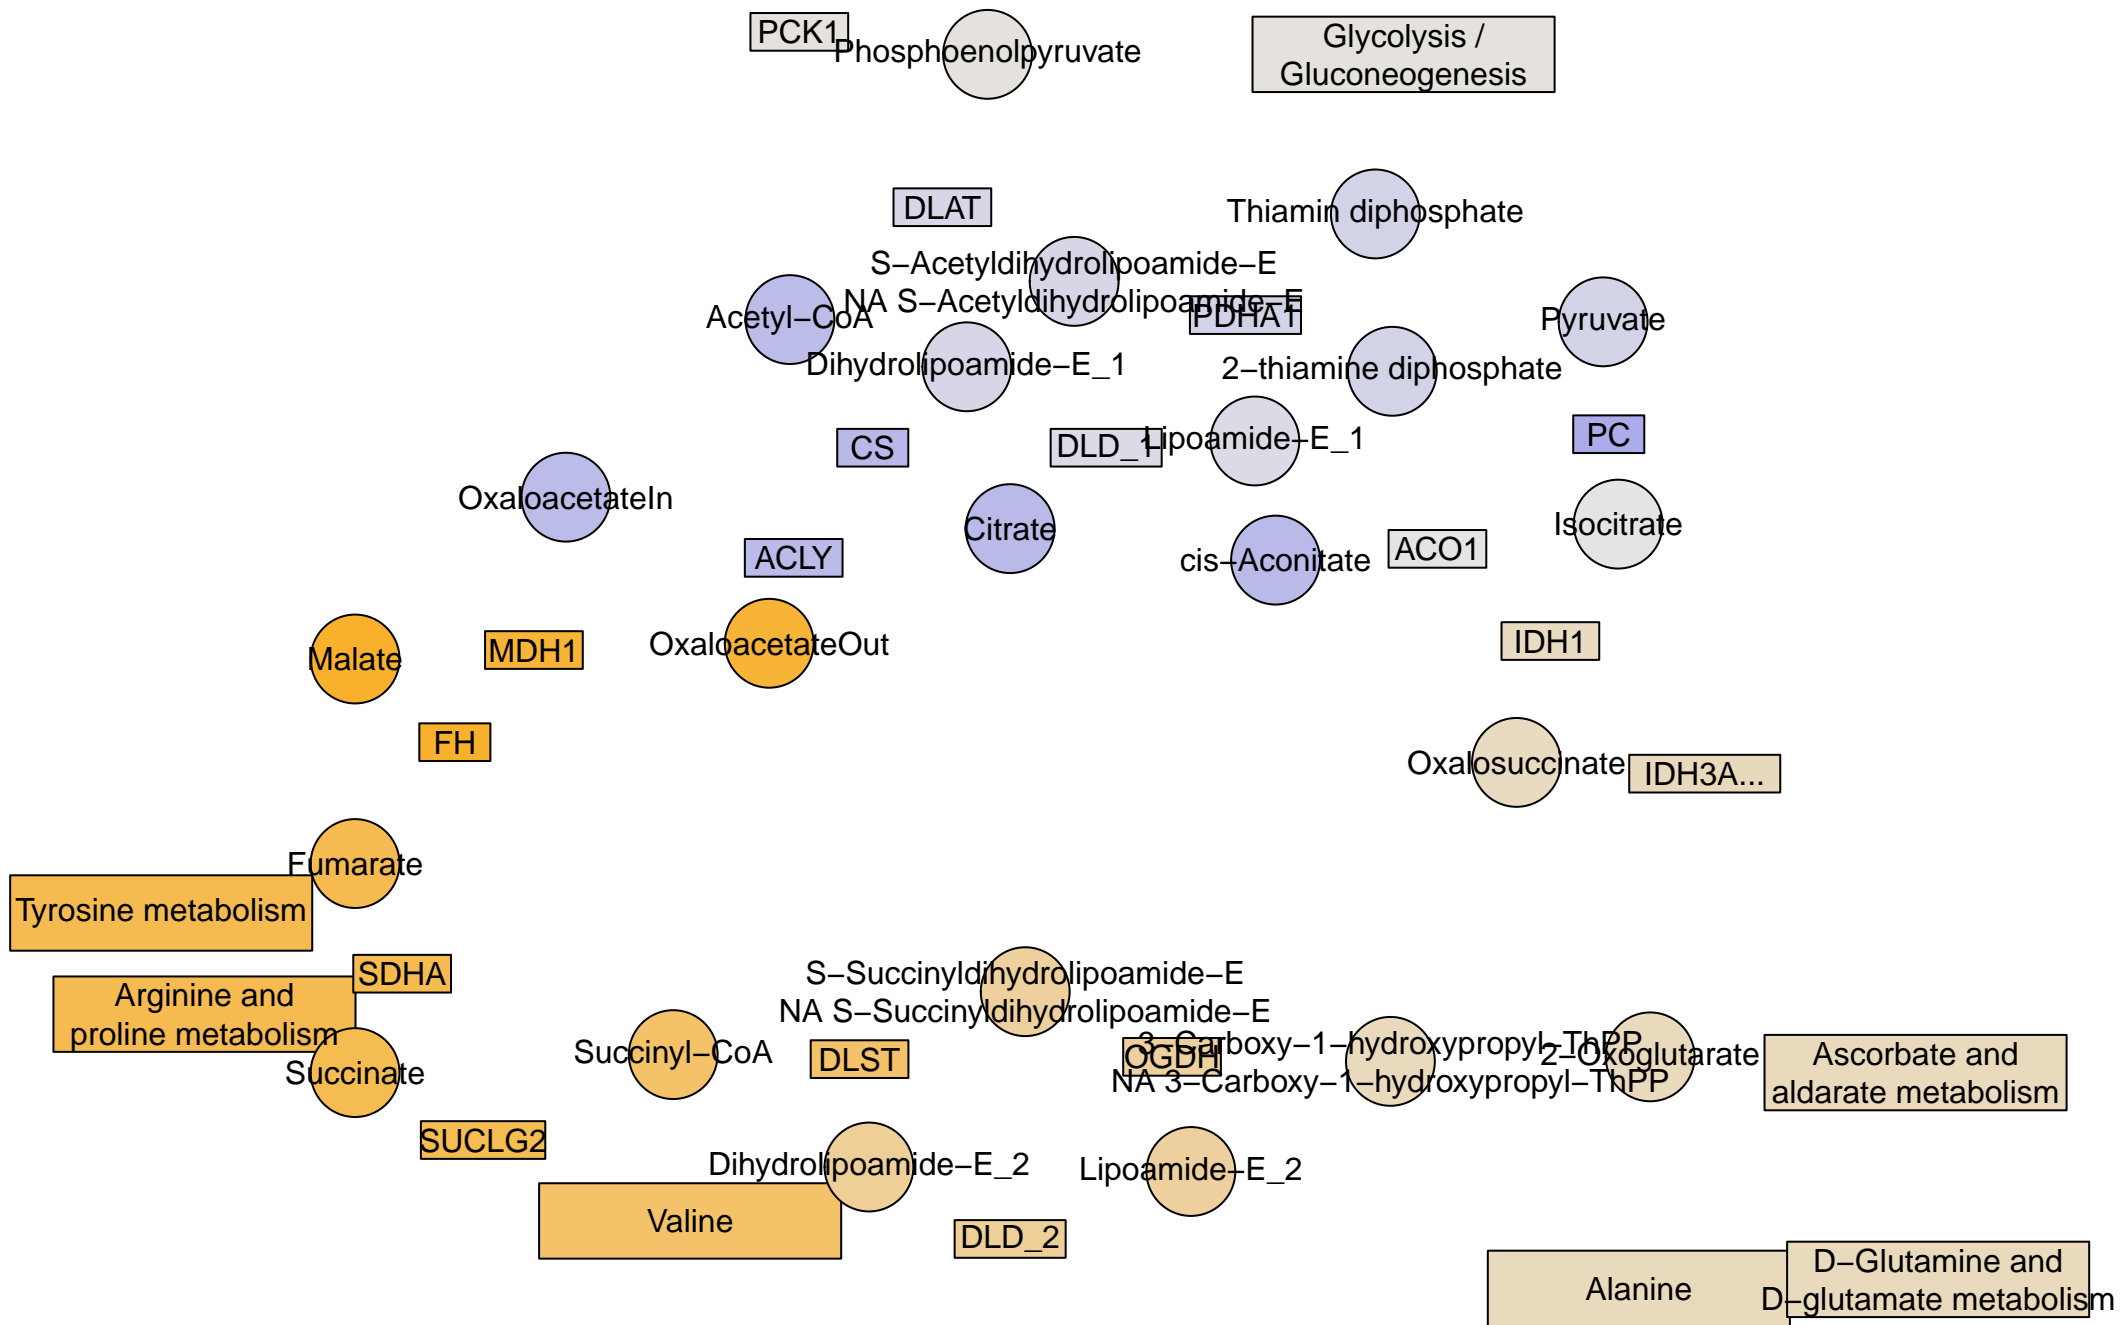 PCK1
Phosphoenolpyruvate
Glycolysis /
Gluconeogenesis
DLAT
Thiamin diphosphate
S−Acetyldihydrolipoamide−E
NA S−Acetyldihydrolipoamide−E
Acetyl−CoA
PDHA1
Pyruvate
Dihydrolipoamide−E_1
2−thiamine diphosphate
CS
DLD_1
Lipoamide−E_1
PC
OxaloacetateIn
Citrate
Isocitrate
ACLY
cis−Aconitate
ACO1
Malate
MDH1
OxaloacetateOut
IDH1
FH
Oxalosuccinate
IDH3A...
Fumarate
Tyrosine metabolism
SDHA
Arginine and
proline metabolism
Succinate
S−Succinyldihydrolipoamide−E
NA S−Succinyldihydrolipoamide−E
Succinyl−CoA
DLST
OGDH
3−Carboxy−1−hydroxypropyl−ThPP
NA 3−Carboxy−1−hydroxypropyl−ThPP
2−Oxoglutarate
Ascorbate and
aldarate metabolism
SUCLG2
Dihydrolipoamide−E_2
Lipoamide−E_2
Valine
DLD_2
Alanine
D−Glutamine and
D−glutamate metabolism